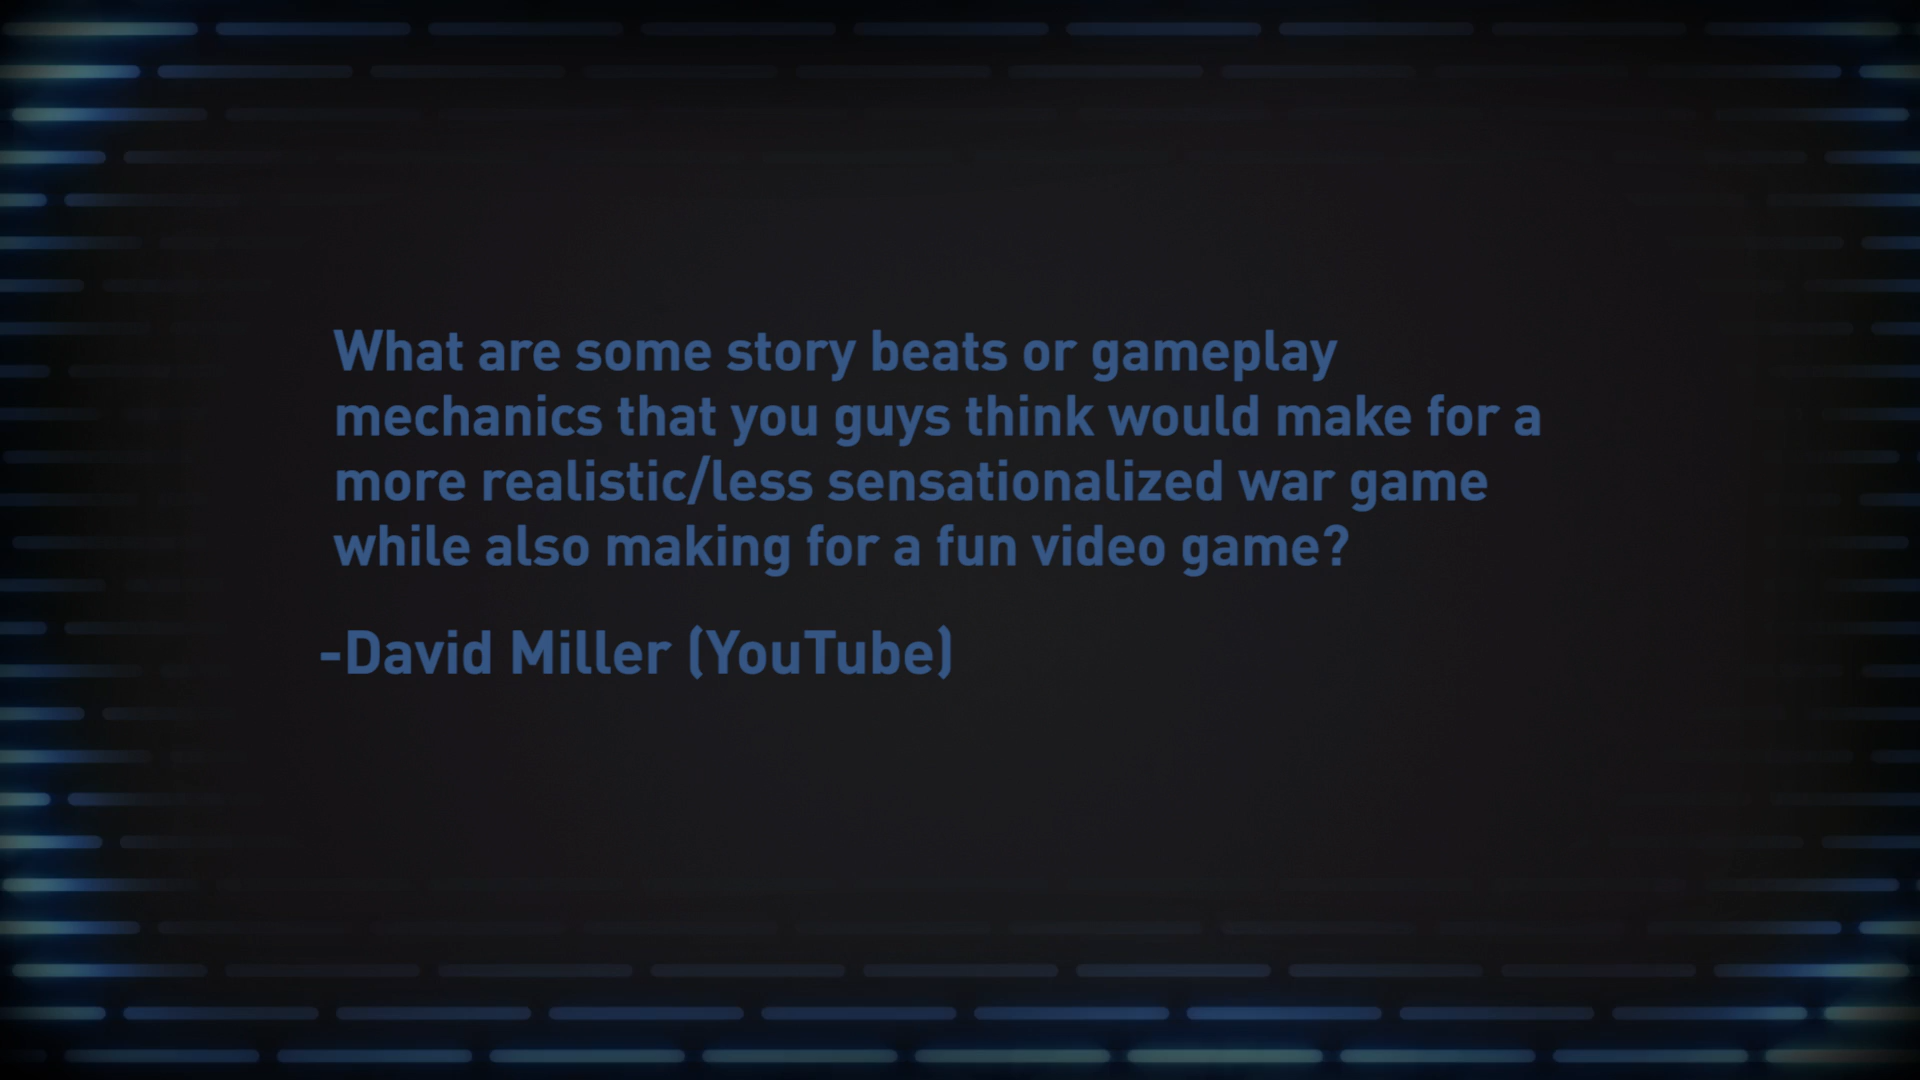 What are some story beats or gameplay
mechanics that you guys think would make for a
more realistic/less sensationalized war game
while also making for a fun video game?
-David Miller (YouTube)